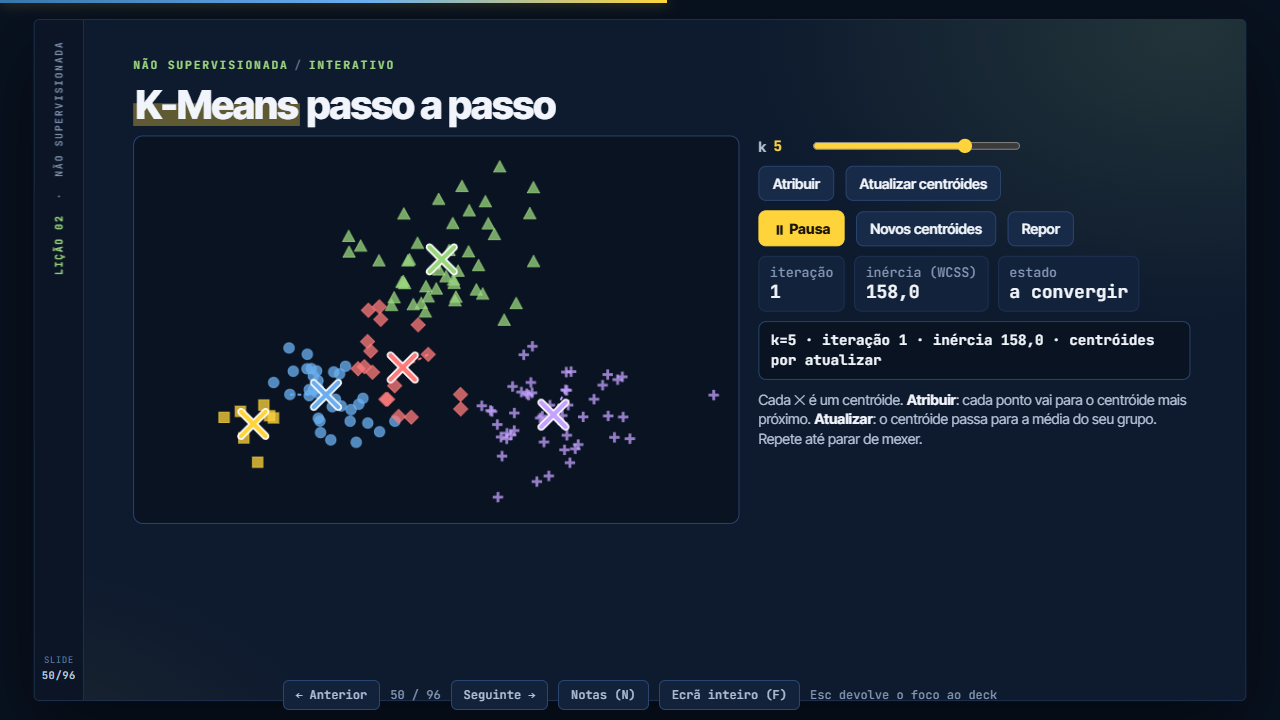 LIÇÃO 02 · NÃO SUPERVISIONADA
NÃO SUPERVISIONADA / INTERATIVO
K-Means passo a passo
k 5
Atribuir
Atualizar centróides
⏸ Pausa
Novos centróides
Repor
iteração
1
inércia (WCSS)
158,0
estado
a convergir
k=5 · iteração 1 · inércia 158,0 · centróides
por atualizar
Cada ✕ é um centróide. Atribuir: cada ponto vai para o centróide mais
próximo. Atualizar: o centróide passa para a média do seu grupo.
Repete até parar de mexer.
SLIDE
50/96
← Anterior
50 / 96
Seguinte →
Notas (N)
Ecrã inteiro (F)
Esc devolve o foco ao deck